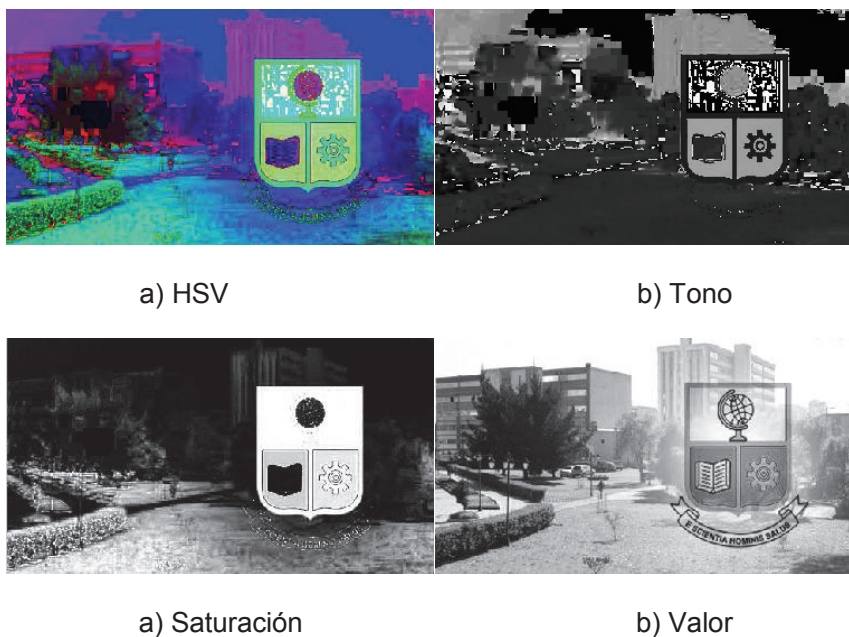 a) HSV
b) Tono
E SCIENTIA HOMINIS SALUS
a) Saturación
b) Valor